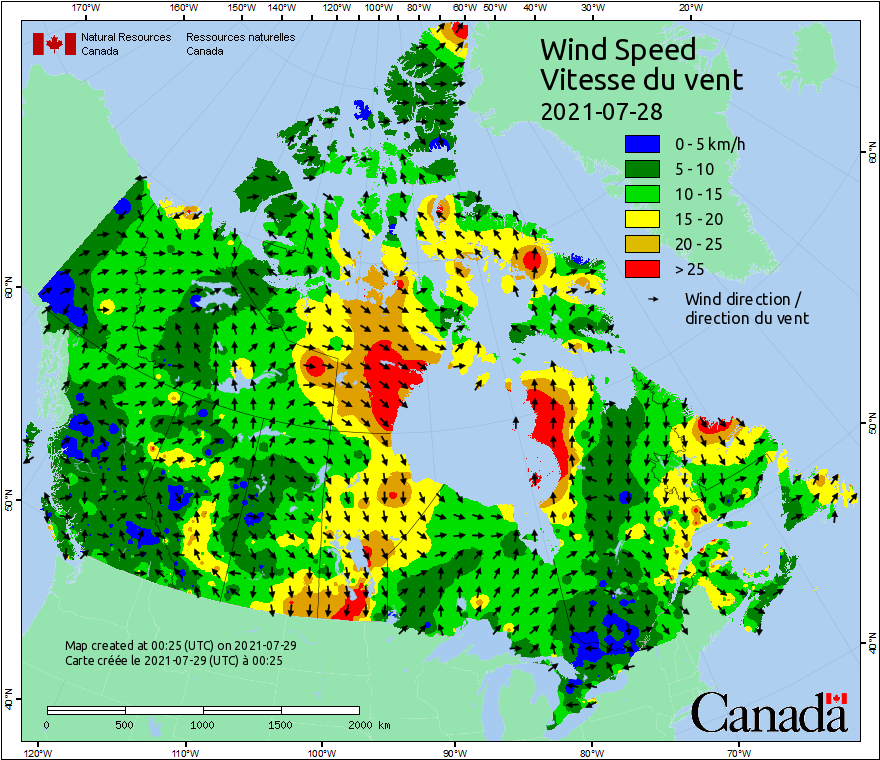 170°W 160°W 150°W 140°W 120°W 100°W 80°W 60°W 50°W 40°W 30°W 20°W
Natural Resources Ressources naturelles
Canada Canada
Wind Speed
Vitesse du vent
2021-07-28
0 - 5 km/h
5 - 10
10 - 15
15 - 20
20 - 25
> 25
Wind direction /
direction du vent
60°N
60°N
50°N
50°N
40°N
40°N
Map created at 00:25 (UTC) on 2021-07-29
Carte créée le 2021-07-29 (UTC) à 00:25
0 500 1000 1500 2000 km
Canada
120°W 110°W 100°W 90°W 80°W 70°W